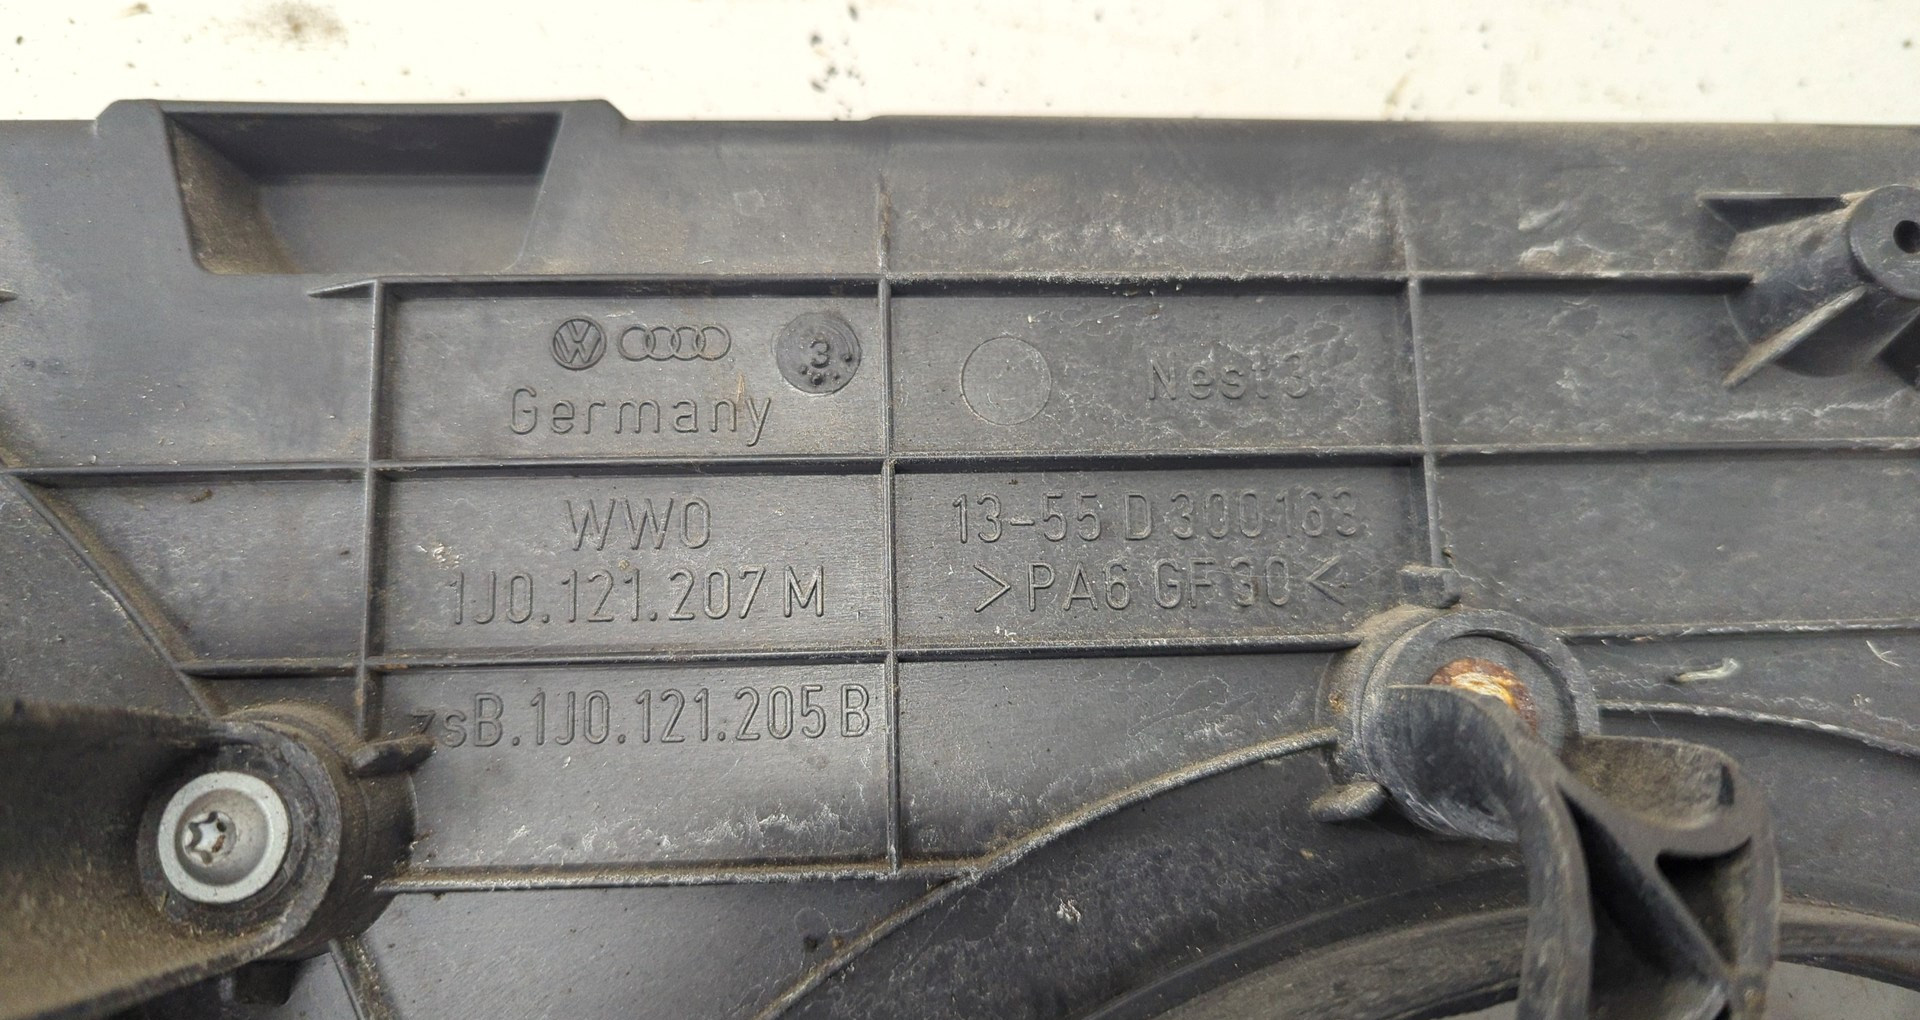 3
Germany
Nest 3
WWO
13-55 D 300163
1J0.121.207 M
>PA6 GF30<
zsB.1J0.121.205 B